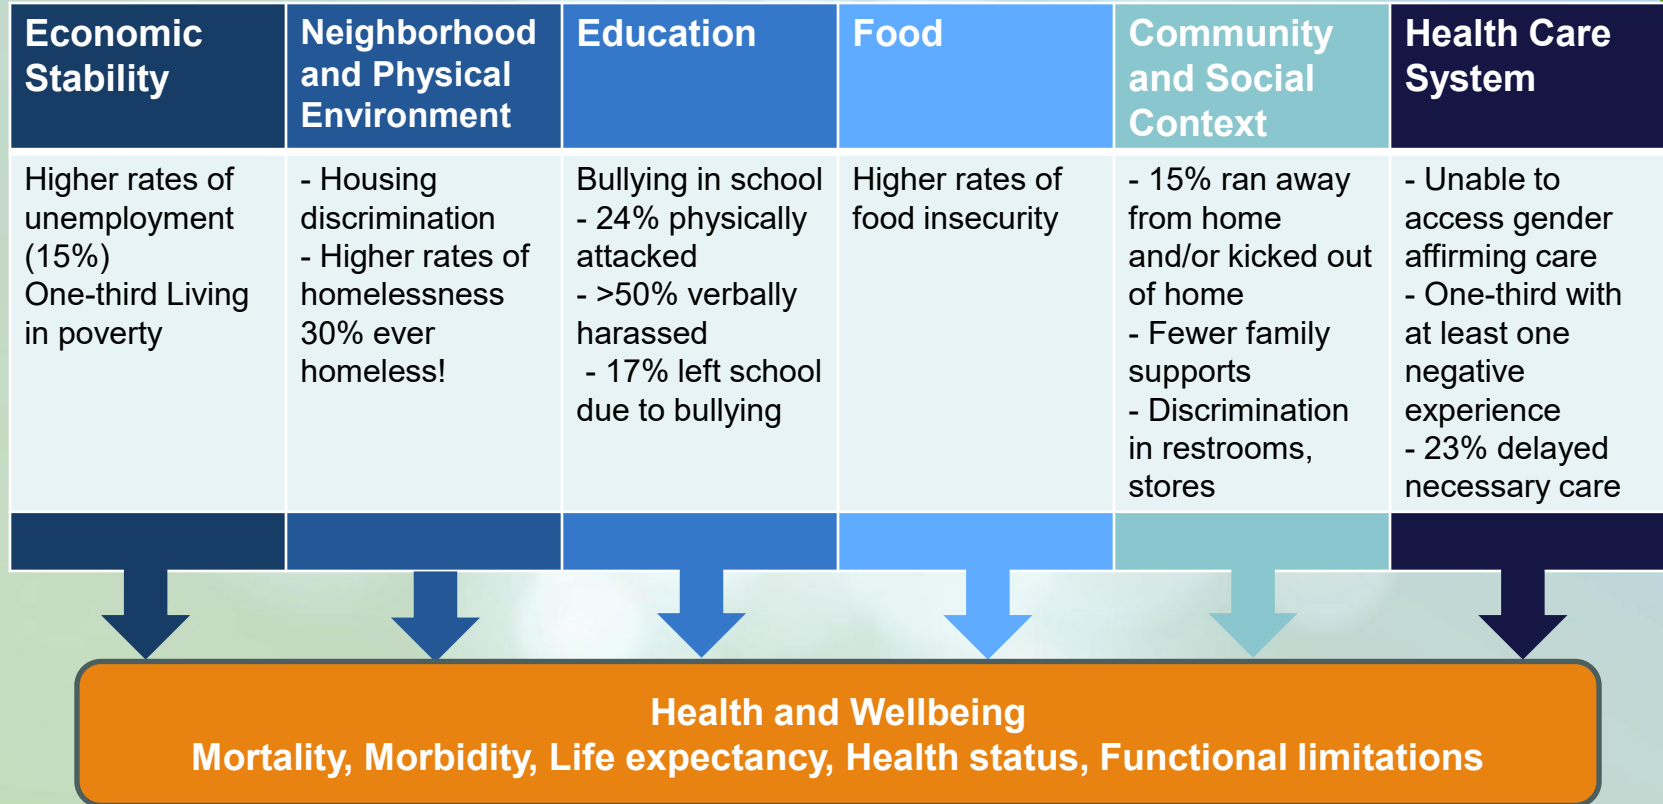 Economic
Stability
Neighborhood
and Physical
Environment
Education
Food
Community
and Social
Context
Health Care
System
Higher rates of
unemployment
(15%)
One-third Living
in poverty
- Housing
discrimination
- Higher rates of
homelessness
30% ever
homeless!
Bullying in school
- 24% physically
attacked
- >50% verbally
harassed
- 17% left school
due to bullying
Higher rates of
food insecurity
- 15% ran away
from home
and/or kicked out
of home
- Fewer family
supports
- Discrimination
in restrooms,
stores
- Unable to
access gender
affirming care
- One-third with
at least one
negative
experience
- 23% delayed
necessary care
Health and Wellbeing
Mortality, Morbidity, Life expectancy, Health status, Functional limitations